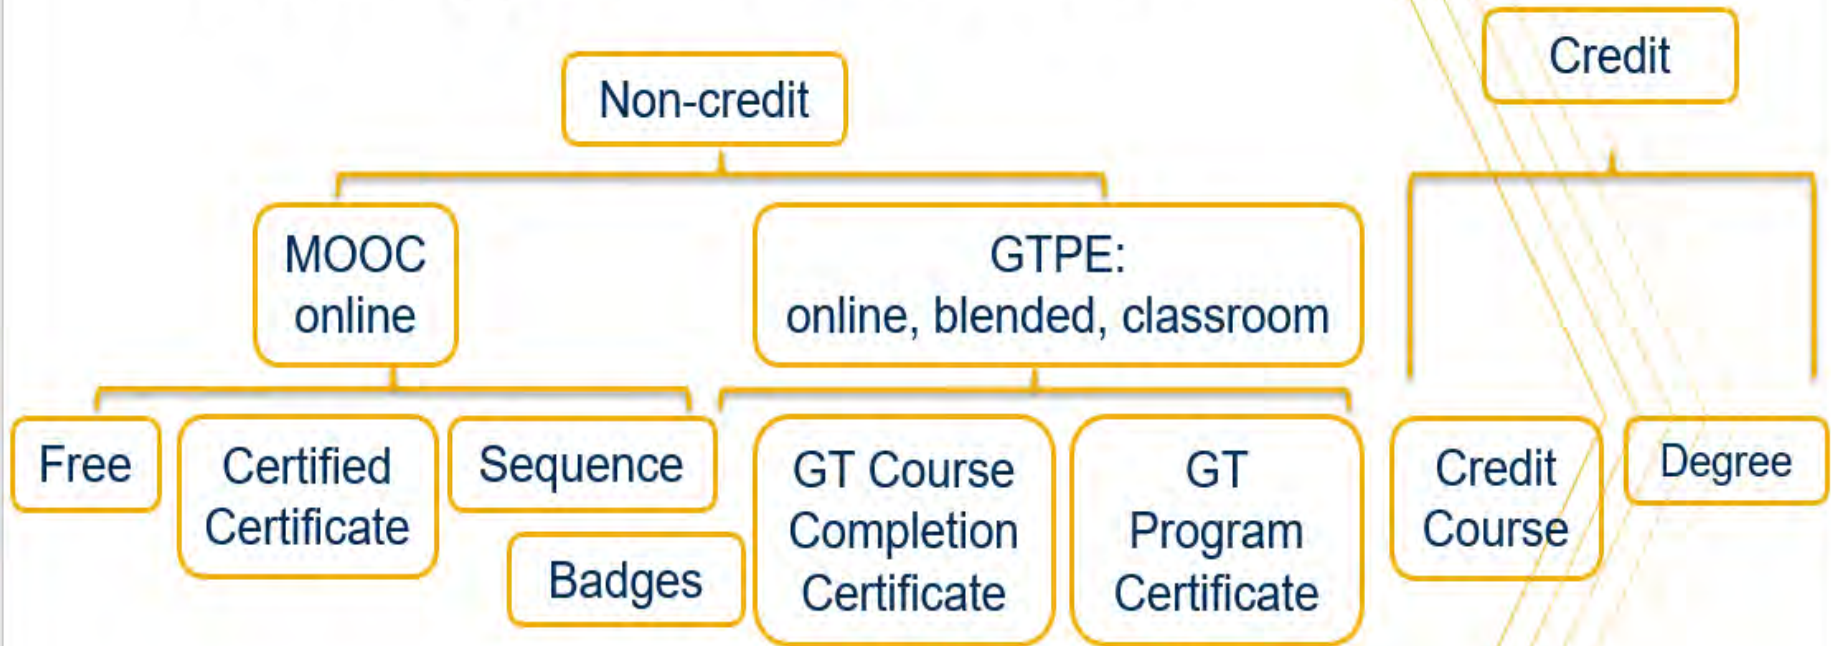 Credit
Non-credit
MOOC
online
GTPE:
online, blended, classroom
Free
Certified
Certificate
Sequence
Badges
GT Course
Completion
Certificate
GT
Program
Certificate
Credit
Course
Degree